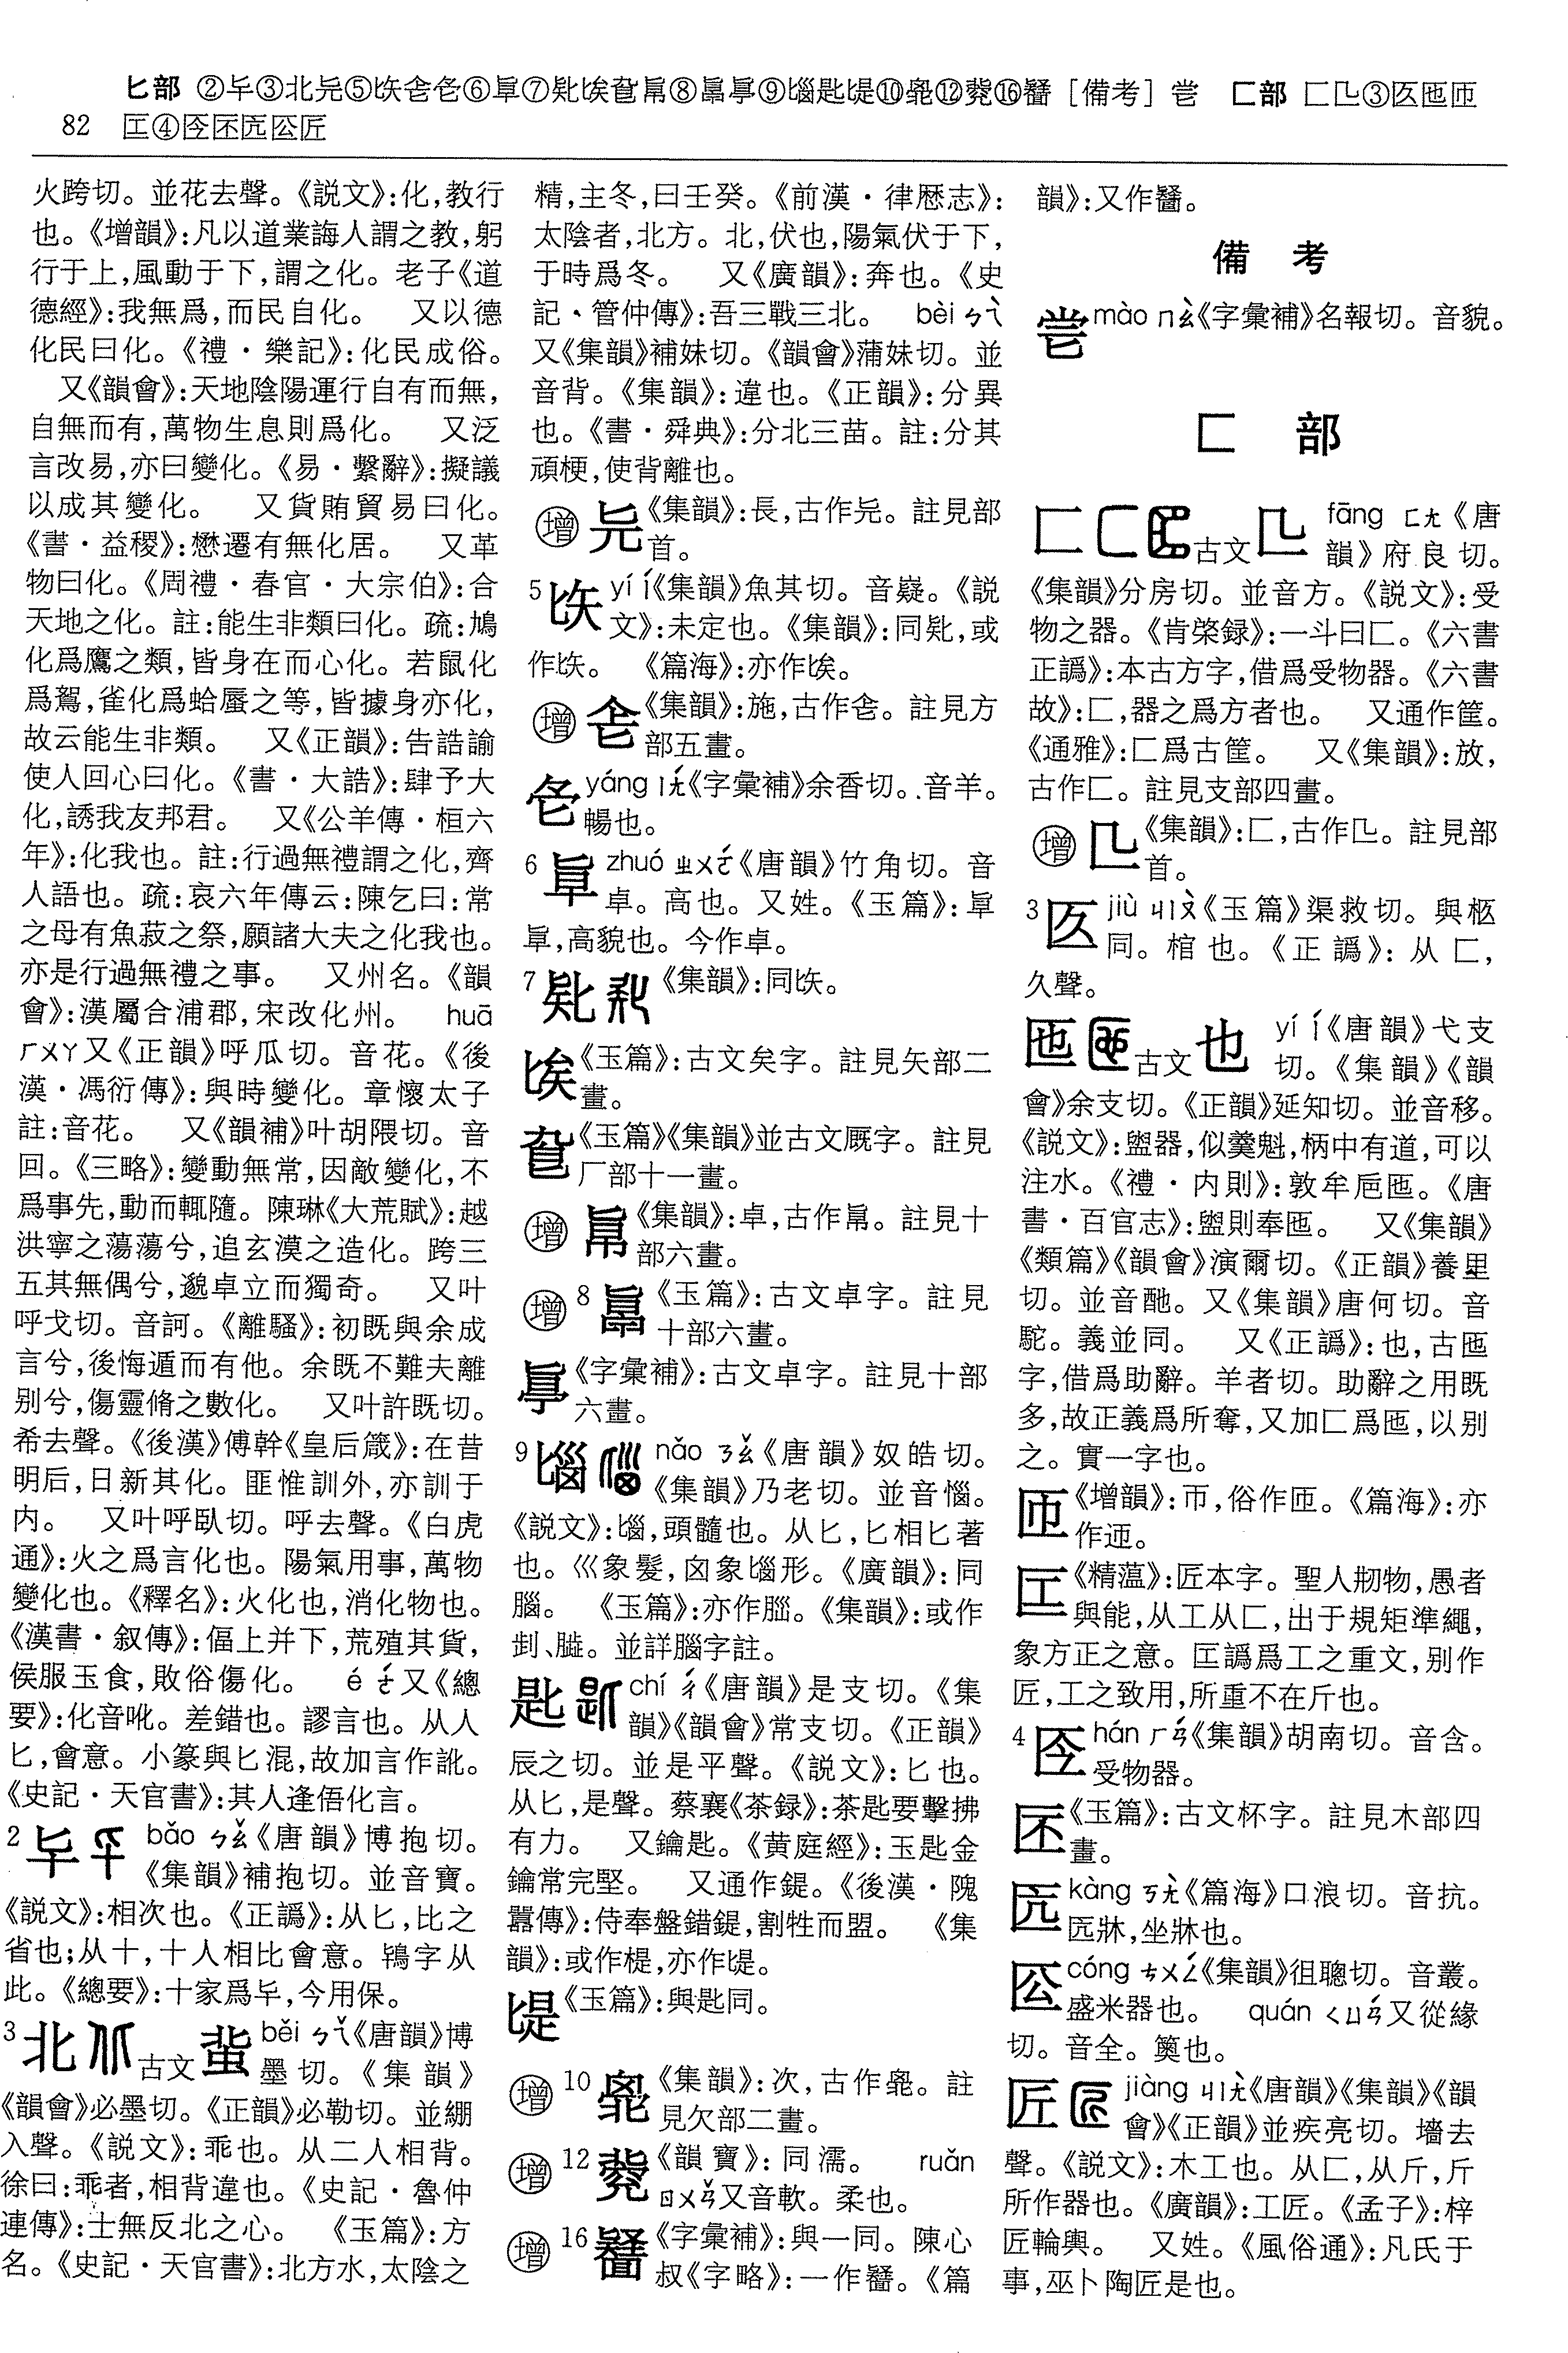 匕部 ②㔫③北兂⑤⑥⑦⑧⑨匘匙⑩⑫⑯[備考] 匚部 匚③匛匜匝
82 匞④匼匟匠
火跨切。並花去聲。《説文》:化,教行
也。《增韻》:凡以道業誨人謂之教,躬
行于上,風動于下,謂之化。老子《道
德經》:我無爲,而民自化。 又以德
化民曰化。《禮・樂記》:化民成俗。
又《韻會》:天地陰陽運行自有而無,
自無而有,萬物生息則爲化。 又泛
言改易,亦曰變化。《易・繫辭》:擬議
以成其變化。 又貨賄貿易曰化。
《書・益稷》:懋遷有無化居。 又革
物曰化。《周禮・春官・大宗伯》:合
天地之化。註:能生非類曰化。疏:鳩
化爲鷹之類,皆身在而心化。若鼠化
爲鴽,雀化爲蛤蜃之等,皆據身亦化,
故云能生非類。 又《正韻》:告誥諭
使人回心曰化。《書・大誥》:肆予大
化,誘我友邦君。 又《公羊傳・桓六
年》:化我也。註:行過無禮謂之化,齊
人語也。疏:哀六年傳云:陳乞曰:常
之母有魚菽之祭,願諸大夫之化我也。
亦是行過無禮之事。 又州名。《韻
會》:漢屬合浦郡,宋改化州。 huā
ㄏㄨㄚ又《正韻》呼瓜切。音花。《後
漢・馮衍傳》:與時變化。章懷太子
註:音花。 又《韻補》叶胡隈切。音
回。《三略》:變動無常,因敵變化,不
爲事先,動而輒隨。陳琳《大荒賦》:越
洪寧之蕩蕩兮,追玄漠之造化。跨三
五其無偶兮,邈卓立而獨奇。 又叶
呼戈切。音訶。《離騷》:初既與余成
言兮,後悔遁而有他。余既不難夫離
别兮,傷靈脩之數化。 又叶許既切。
希去聲。《後漢》傅幹《皇后箴》:在昔
明后,日新其化。匪惟訓外,亦訓于
内。 又叶呼臥切。呼去聲。《白虎
通》:火之爲言化也。陽氣用事,萬物
變化也。《釋名》:火化也,消化物也。
《漢書・叙傳》:偪上并下,荒殖其貨,
侯服玉食,敗俗傷化。 é ㄜˊ又《總
要》:化音吪。差錯也。謬言也。从人
匕,會意。小篆與匕混,故加言作訛。
《史記・天官書》:其人逢俉化言。
2 㔫 bǎo ㄅㄠˇ《唐韻》博抱切。
《集韻》補抱切。並音寶。
《説文》:相次也。《正譌》:从匕,比之
省也;从十,十人相比會意。鴇字从
此。《總要》:十家爲㔫,今用保。
3 北 古文 běi ㄅㄟˇ《唐韻》博
墨切。《集韻》
《韻會》必墨切。《正韻》必勒切。並綳
入聲。《説文》:乖也。从二人相背。
徐曰:乖者,相背違也。《史記・魯仲
連傳》:士無反北之心。 《玉篇》:方
名。《史記・天官書》:北方水,太陰之
精,主冬,曰壬癸。《前漢・律厯志》:
太陰者,北方。北,伏也,陽氣伏于下,
于時爲冬。 又《廣韻》:奔也。《史
記、管仲傳》:吾三戰三北。 bèi ㄅㄟˋ
又《集韻》補妹切。《韻會》蒲妹切。並
音背。《集韻》:違也。《正韻》:分異
也。《書・舜典》:分北三苗。註:分其
頑梗,使背離也。
增 《集韻》:長,古作。註見部
首。
5 yí ㄧˊ《集韻》魚其切。音嶷。《説
文》:未定也。《集韻》:同,或
作。 《篇海》:亦作。
增 《集韻》:施,古作。註見方
部五畫。
yáng ㄧㄤˊ《字彙補》余香切。音羊。
暢也。
6 zhuó ㄓㄨㄛˊ《唐韻》竹角切。音
卓。高也。又姓。《玉篇》:
,高貌也。今作卓。
7 《集韻》:同。
《玉篇》:古文矣字。註見矢部二
畫。
《玉篇》《集韻》並古文厩字。註見
厂部十一畫。
增 《集韻》:卓,古作。註見十
部六畫。
增 8 《玉篇》:古文卓字。註見
十部六畫。
《字彙補》:古文卓字。註見十部
六畫。
9 匘 nǎo ㄋㄠˇ《唐韻》奴皓切。
《集韻》乃老切。並音惱。
《説文》:匘,頭髓也。从匕,匕相匕著
也。巛象髮,囟象匘形。《廣韻》:同
腦。 《玉篇》:亦作。《集韻》:或作
、。並詳腦字註。
匙 chí ㄔˊ《唐韻》是支切。《集
韻》《韻會》常支切。《正韻》
辰之切。並是平聲。《説文》:匕也。
从匕,是聲。蔡襄《茶録》:茶匙要擊拂
有力。 又鑰匙。《黄庭經》:玉匙金
鑰常完堅。 又通作鍉。《後漢・隗
囂傳》:侍奉盤錯鍉,割牲而盟。 《集
韻》:或作椻,亦作。
《玉篇》:與匙同。
增 10 《集韻》:次,古作。註
見欠部二畫。
增 12 《韻寶》:同濡。 ruǎn
ㄖㄨㄢˇ又音軟。柔也。
增 16 《字彙補》:與一同。陳心
叔《字略》:一作。《篇
韻》:又作。
備 考
mào ㄇㄠˋ《字彙補》名報切。音貌。
匚 部
匚 古文 fāng ㄈㄤ《唐
韻》府良切。
《集韻》分房切。並音方。《説文》:受
物之器。《肯綮録》:一斗曰匚。《六書
正譌》:本古方字,借爲受物器。《六書
故》:匚,器之爲方者也。 又通作筐。
《通雅》:匚爲古筐。 又《集韻》:放,
古作匚。註見支部四畫。
增 《集韻》:匚,古作。註見部
首。
3 匛 jiù ㄐㄧㄡˋ《玉篇》渠救切。與柩
同。棺也。《正譌》:从匚,
久聲。
匜 古文 也 yí ㄧˊ《唐韻》弋支
切。《集韻》《韻
會》余支切。《正韻》延知切。並音移。
《説文》:盥器,似羹魁,柄中有道,可以
注水。《禮・内則》:敦牟卮匜。《唐
書・百官志》:盥則奉匜。 又《集韻》
《類篇》《韻會》演爾切。《正韻》養里
切。並音酏。又《集韻》唐何切。音
駝。義並同。 又《正譌》:也,古匜
字,借爲助辭。羊者切。助辭之用既
多,故正義爲所奪,又加匚爲匜,以别
之。實一字也。
匝《增韻》:帀,俗作匝。《篇海》:亦
作迊。
匞《精薀》:匠本字。聖人剏物,愚者
與能,从工从匚,出于規矩準繩,
象方正之意。匞譌爲工之重文,别作
匠,工之致用,所重不在斤也。
4 hán ㄏㄢˊ《集韻》胡南切。音含。
受物器。
《玉篇》:古文杯字。註見木部四
畫。
匟 kàng ㄎㄤˋ《篇海》口浪切。音抗。
匟牀,坐牀也。
cóng ㄘㄨㄥˊ《集韻》徂聰切。音叢。
盛米器也。 quán ㄑㄩㄢˊ又從緣
切。音全。䉛也。
匠 jiàng ㄐㄧㄤˋ《唐韻》《集韻》《韻
會》《正韻》並疾亮切。墻去
聲。《説文》:木工也。从匚,从斤,斤
所作器也。《廣韻》:工匠。《孟子》:梓
匠輪輿。 又姓。《風俗通》:凡氏于
事,巫卜陶匠是也。